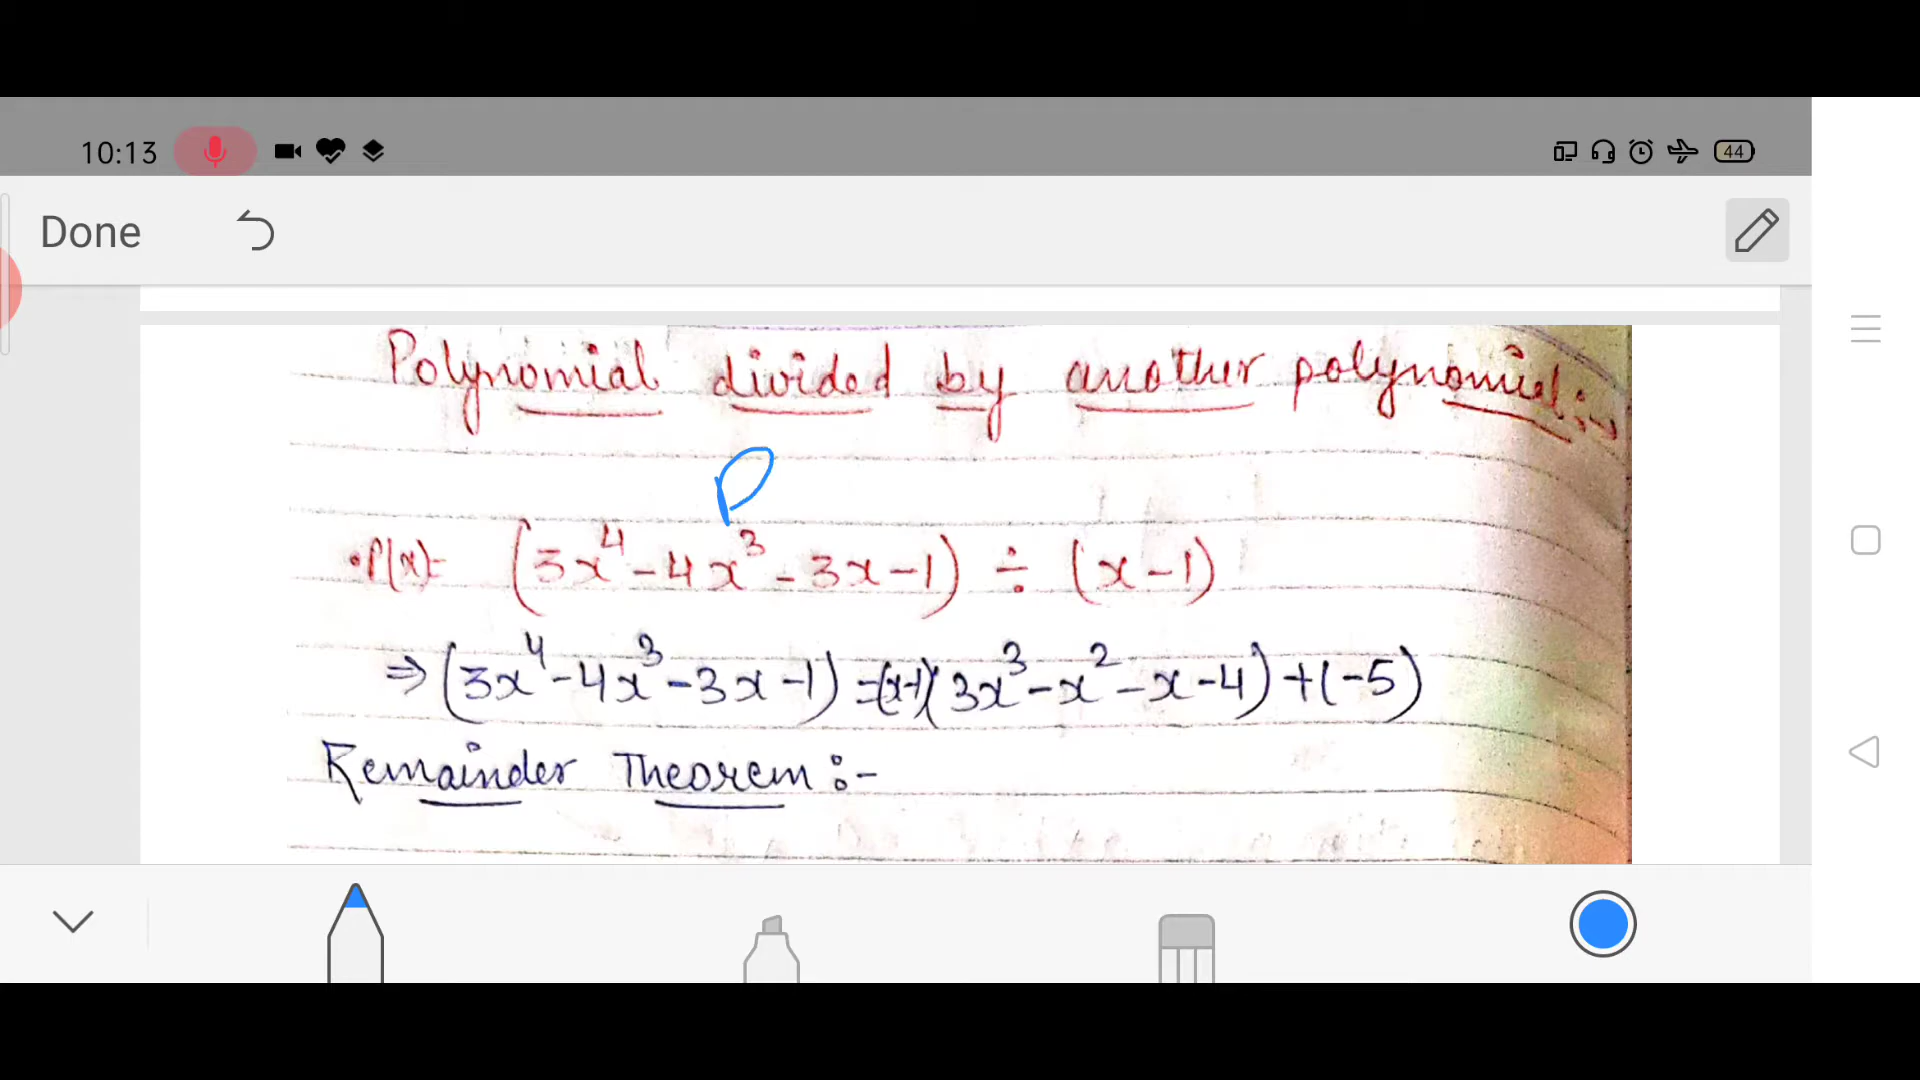 10:13 44
Done
Polynomial divided by another polynomial:→
P
•P(x)= (3x⁴-4x³-3x-1) ÷ (x-1)
⇒(3x⁴-4x³-3x-1)=(x-1)(3x³-x²-x-4)+(-5)
Remainder Theorem:-